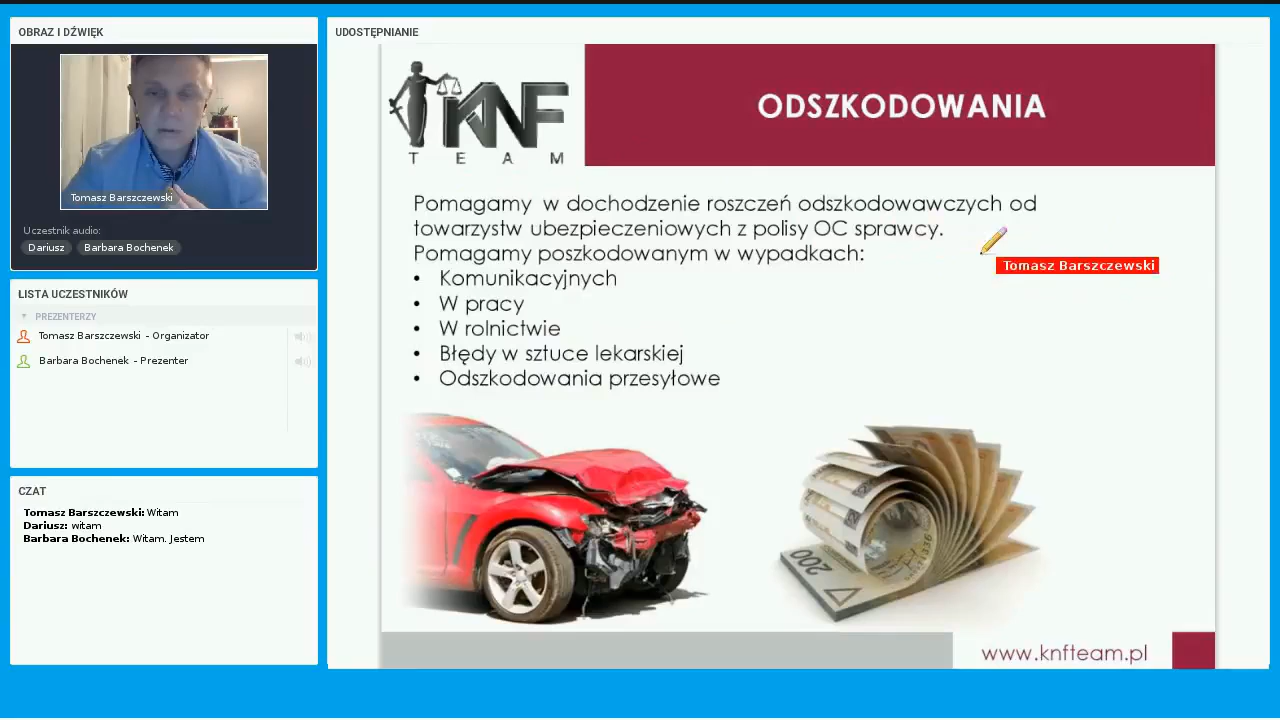 OBRAZ I DŹWIĘK
Tomasz Barszczewski
Uczestnik audio:
Dariusz
Barbara Bochenek
LISTA UCZESTNIKÓW
PREZENTERZY
Tomasz Barszczewski - Organizator
Barbara Bochenek - Prezenter
CZAT
Tomasz Barszczewski: Witam
Dariusz: witam
Barbara Bochenek: Witam. Jestem
UDOSTĘPNIANIE
KNF
TEAM
ODSZKODOWANIA
Pomagamy w dochodzenie roszczeń odszkodowawczych od
towarzystw ubezpieczeniowych z polisy OC sprawcy.
Pomagamy poszkodowanym w wypadkach:
• Komunikacyjnych
• W pracy
• W rolnictwie
• Błędy w sztuce lekarskiej
• Odszkodowania przesyłowe
Tomasz Barszczewski
200
www.knfteam.pl